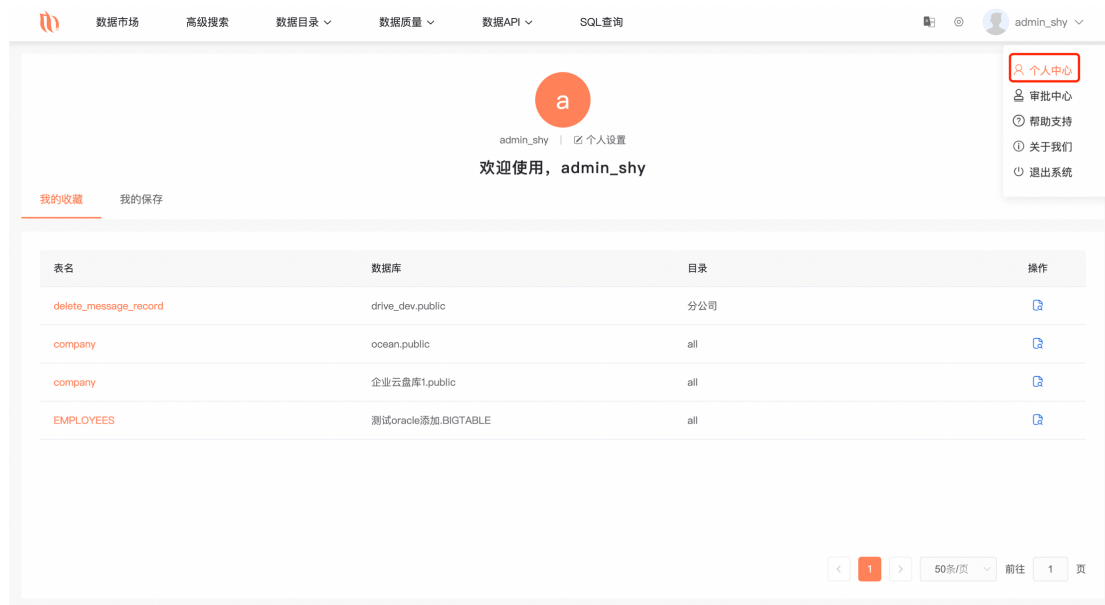 数据市场 高级搜索 数据目录 数据质量 数据API SQL查询 admin_shy
个人中心
审批中心
帮助支持
关于我们
退出系统
a
admin_shy | 个人设置
欢迎使用，admin_shy
我的收藏 我的保存
表名 数据库 目录 操作
delete_message_record drive_dev.public 分公司
company ocean.public all
company 企业云盘库1.public all
EMPLOYEES 测试oracle添加.BIGTABLE all
< 1 > 50条/页 前往 1 页